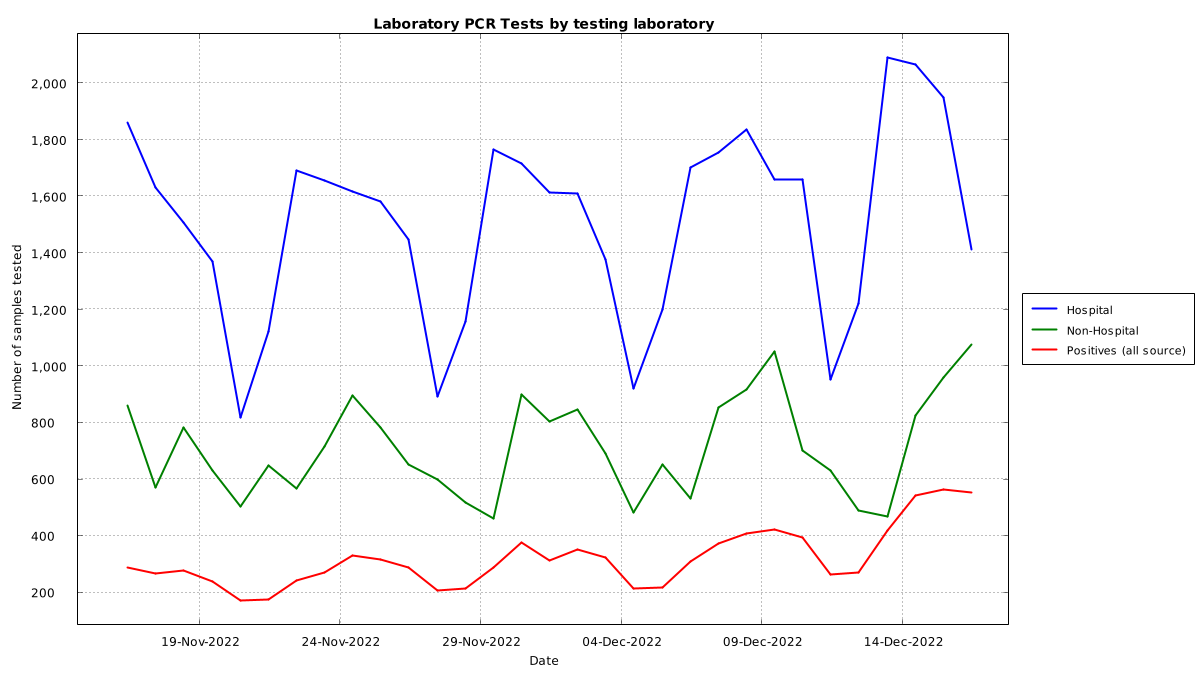 Laboratory PCR Tests by testing laboratory
Number of samples tested
2,000
1,800
1,600
1,400
1,200
1,000
800
600
400
200
19-Nov-2022
24-Nov-2022
29-Nov-2022
04-Dec-2022
09-Dec-2022
14-Dec-2022
Date
Hospital
Non-Hospital
Positives (all source)